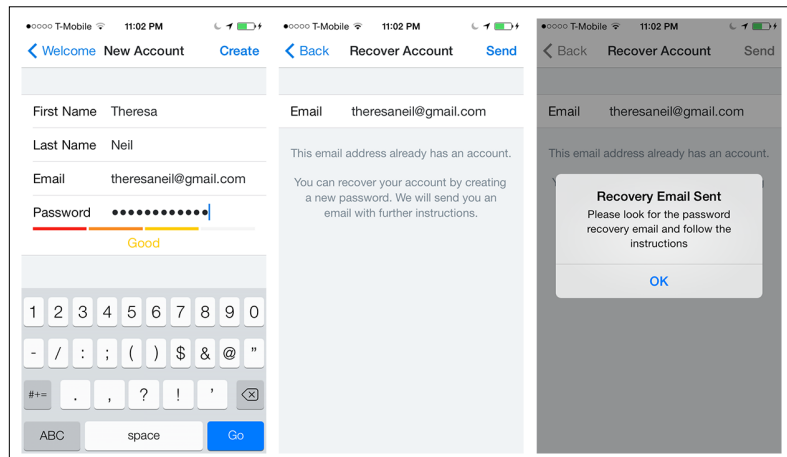 ●○○○○ T-Mobile 11:02 PM
Welcome New Account Create
First Name Theresa
Last Name Neil
Email theresaneil@gmail.com
Password ●●●●●●●●●●●●
Good
1 2 3 4 5 6 7 8 9 0
- / : ; ( ) $ & @ "
#+= . , ? ! '
ABC space Go
●○○○○ T-Mobile 11:02 PM
Back Recover Account Send
Email theresaneil@gmail.com
This email address already has an account.
You can recover your account by creating
a new password. We will send you an
email with further instructions.
●○○○○ T-Mobile 11:02 PM
Back Recover Account Send
Email theresaneil@gmail.com
This email address already has an account.
Recovery Email Sent
Please look for the password
recovery email and follow the
instructions
OK